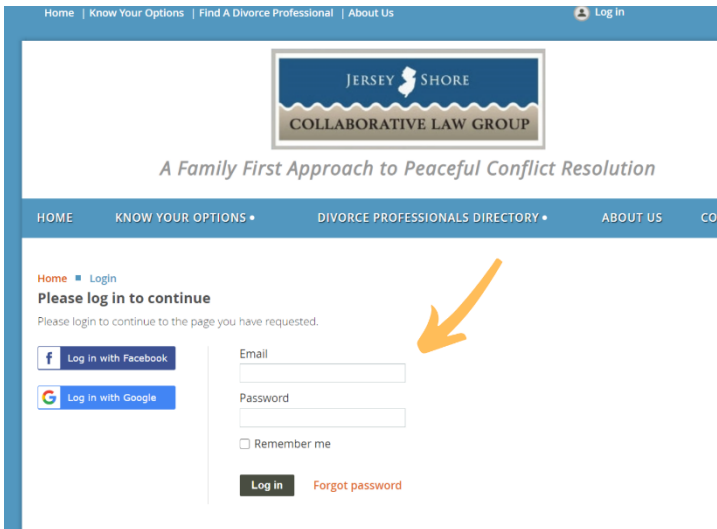 Home | Know Your Options | Find A Divorce Professional | About Us Log in
JERSEY SHORE
COLLABORATIVE LAW GROUP
A Family First Approach to Peaceful Conflict Resolution
HOME KNOW YOUR OPTIONS • DIVORCE PROFESSIONALS DIRECTORY • ABOUT US CO
Home ▪ Login
Please log in to continue
Please login to continue to the page you have requested.
f Log in with Facebook
G Log in with Google
Email
Password
Remember me
Log in Forgot password